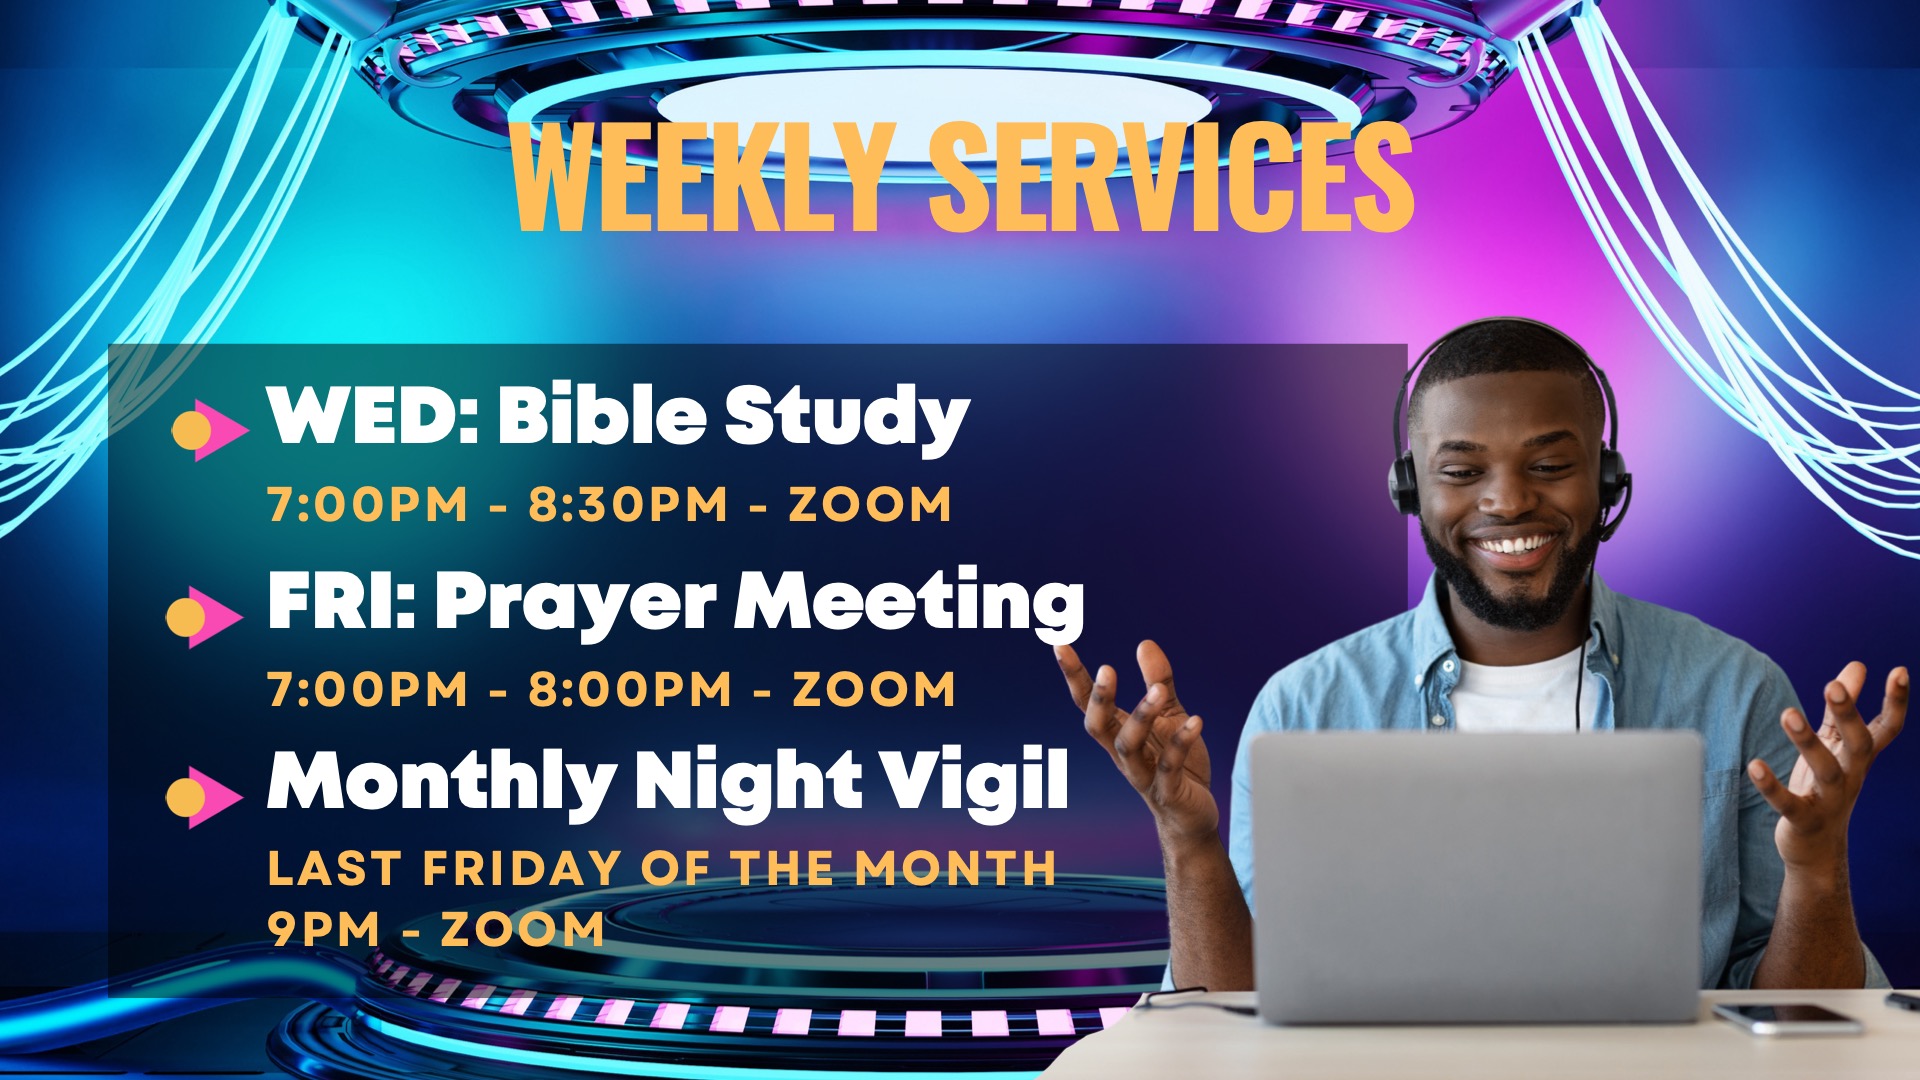 WEEKLY SERVICES
WED: Bible Study
7:00PM - 8:30PM - ZOOM
FRI: Prayer Meeting
7:00PM - 8:00PM - ZOOM
Monthly Night Vigil
LAST FRIDAY OF THE MONTH
9PM - ZOOM